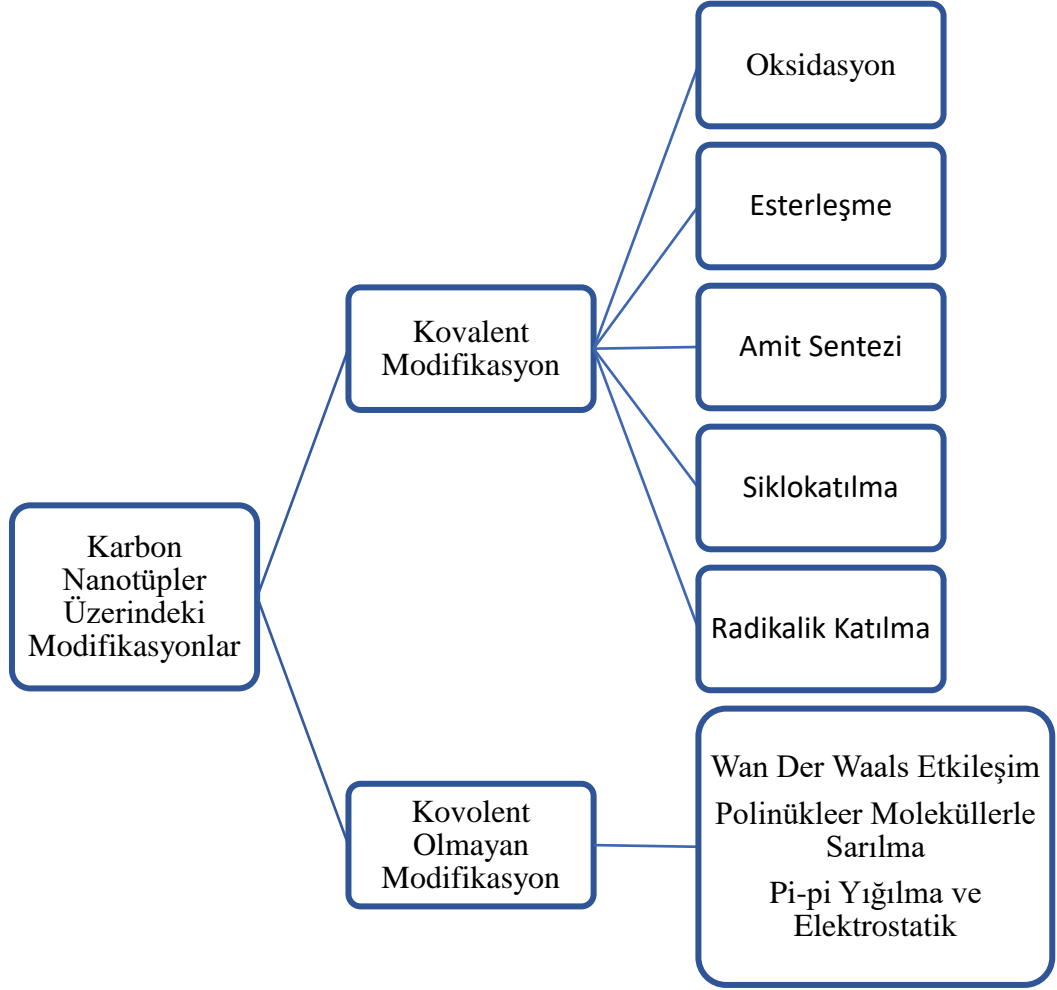 Karbon
Nanotüpler
Üzerindeki
Modifikasyonlar
Kovalent
Modifikasyon
Oksidasyon
Esterleşme
Amit Sentezi
Siklokatılma
Radikalik Katılma
Kovolent
Olmayan
Modifikasyon
Wan Der Waals Etkileşim
Polinükleer Moleküllerle
Sarılma
Pi-pi Yığılma ve
Elektrostatik